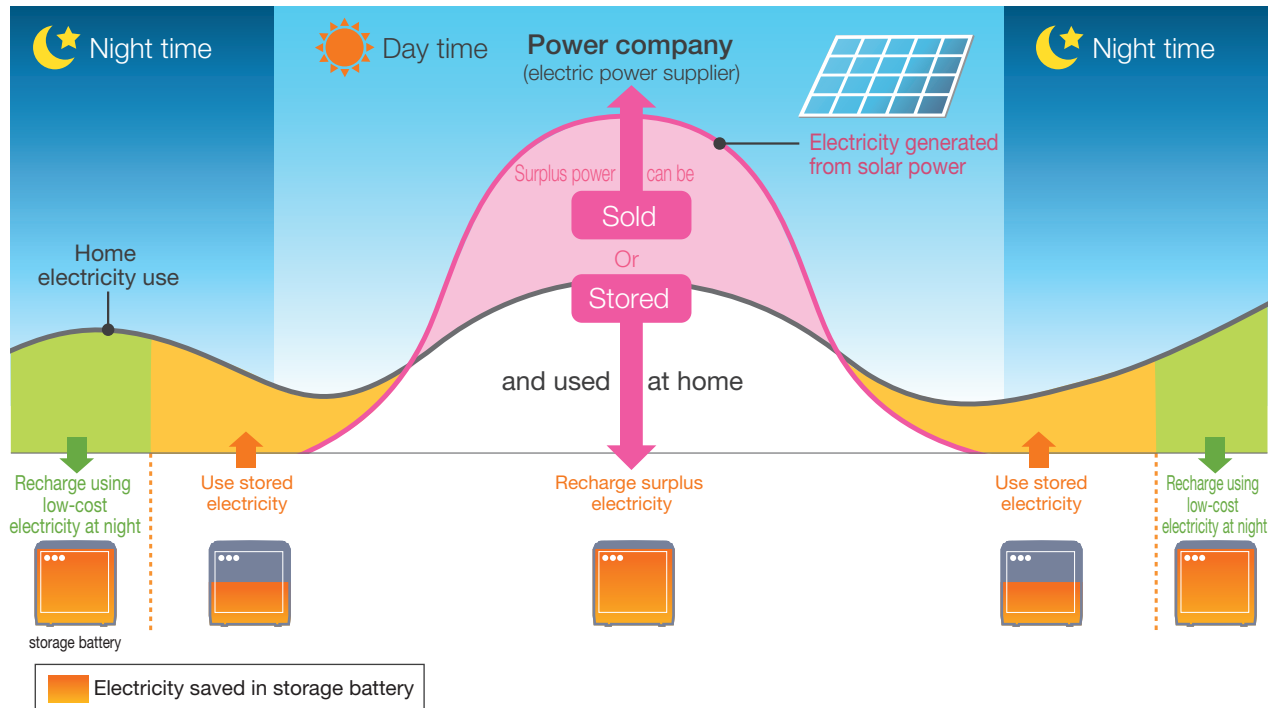 Night time
Day time
Power company
(electric power supplier)
Night time
Electricity generated
from solar power
Surplus power can be
Sold
Or
Stored
Home
electricity use
and used at home
Recharge using
low-cost
electricity at night
Use stored
electricity
Recharge surplus
electricity
Use stored
electricity
Recharge using
low-cost
electricity at night
storage battery
Electricity saved in storage battery